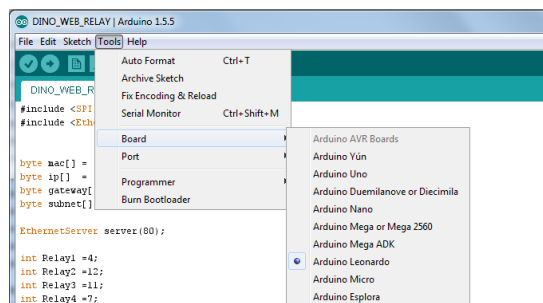 DINO_WEB_RELAY | Arduino 1.5.5
File Edit Sketch Tools Help
Auto Format Ctrl+T
Archive Sketch
Fix Encoding & Reload
Serial Monitor Ctrl+Shift+M
Board
Port
Programmer
Burn Bootloader
Arduino AVR Boards
Arduino Yún
Arduino Uno
Arduino Duemilanove or Diecimila
Arduino Nano
Arduino Mega or Mega 2560
Arduino Mega ADK
Arduino Leonardo
Arduino Micro
Arduino Esplora
DINO_WEB_R
#include <SPI
#include <Eth
byte mac[] =
byte ip[] =
byte gateway[
byte subnet[]
EthernetServer server(80);
int Relay1 =4;
int Relay2 =12;
int Relay3 =11;
int Relay4 =7;